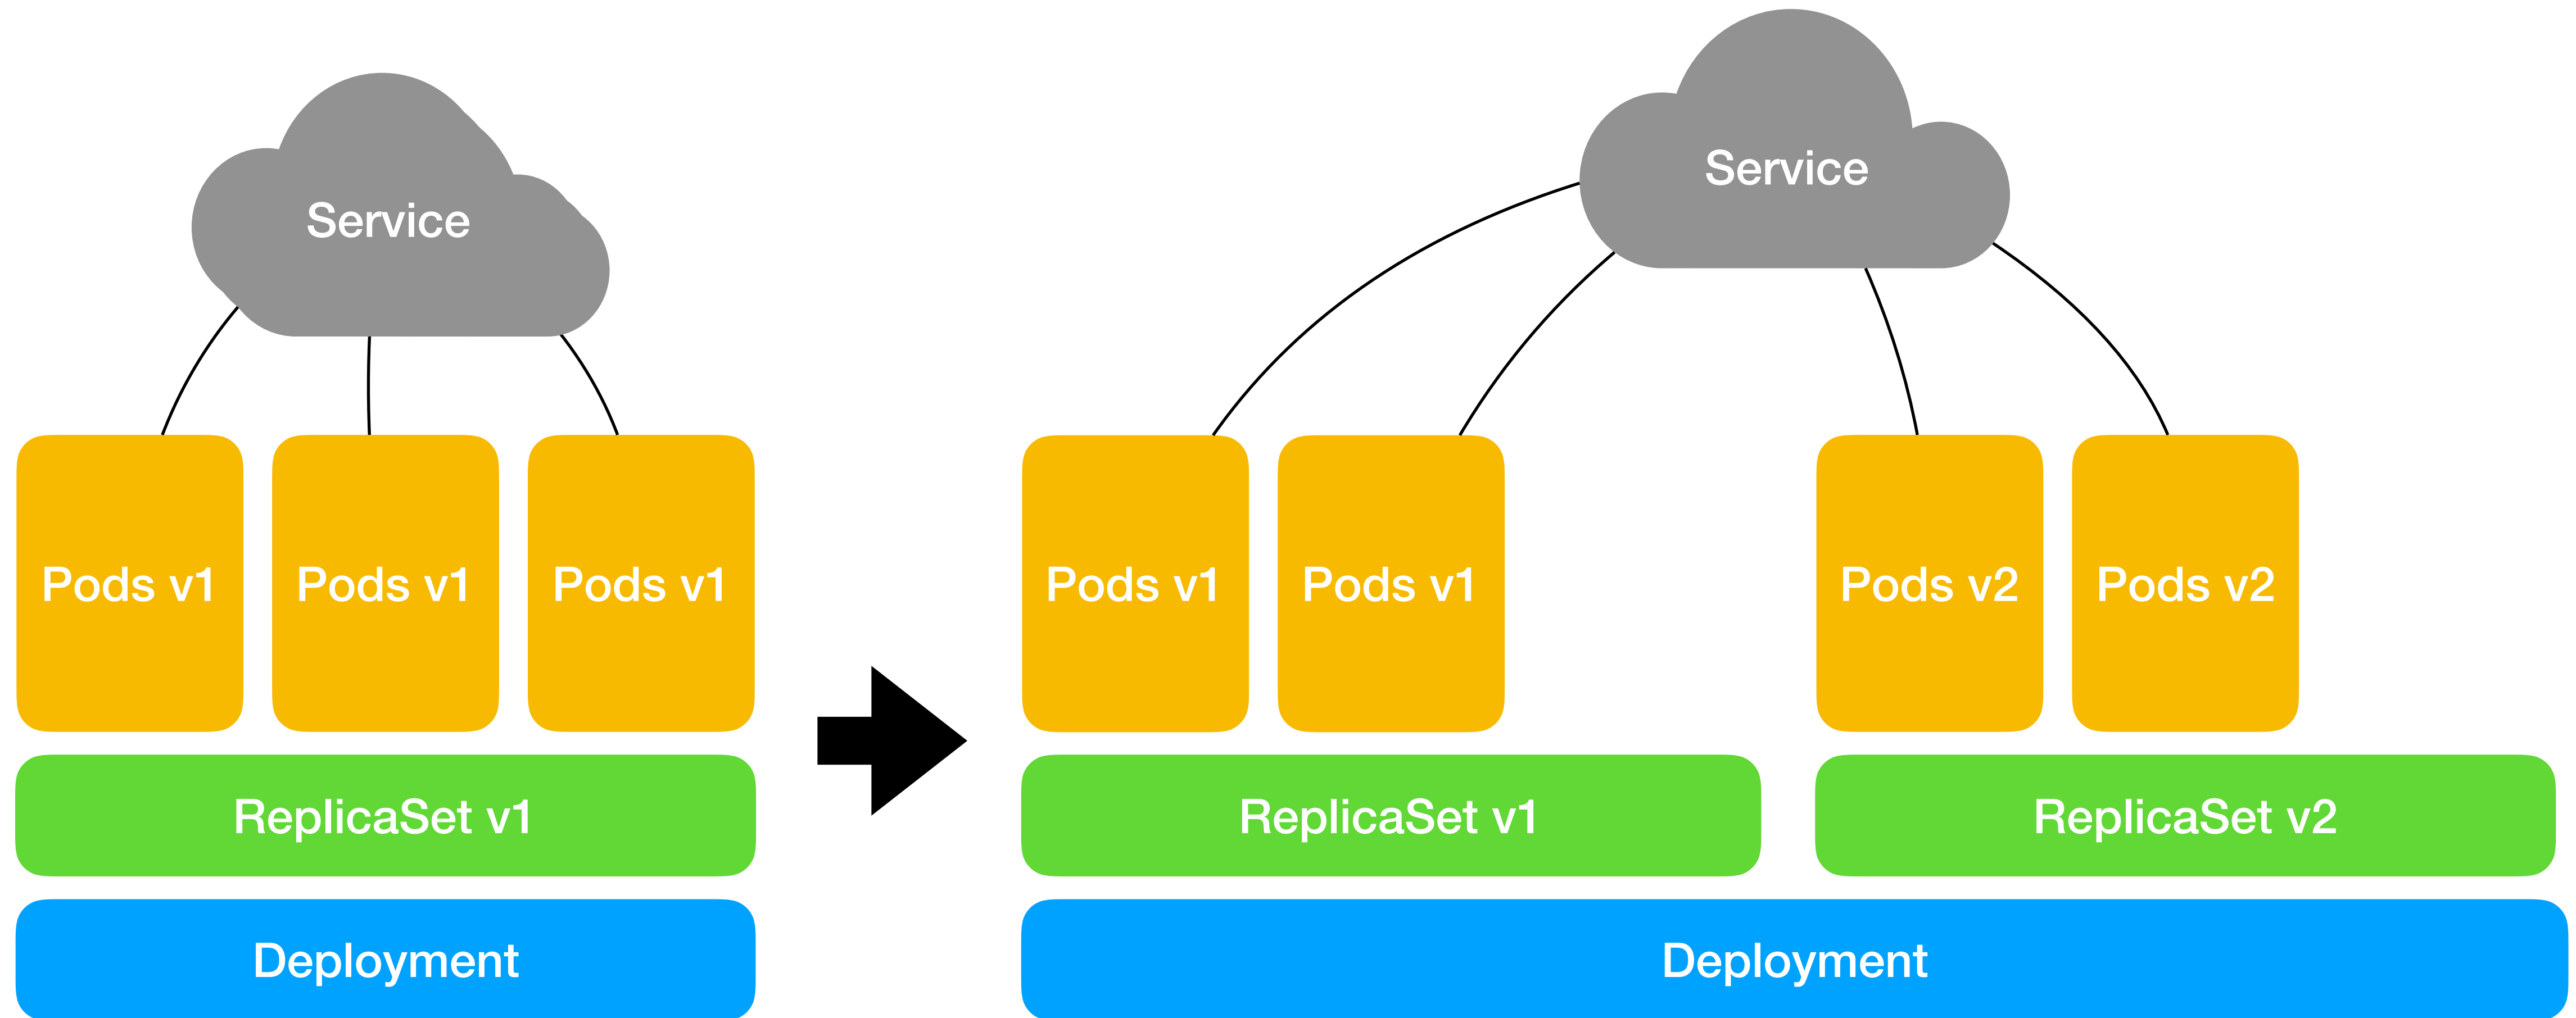 Service
Pods v1
Pods v1
Pods v1
ReplicaSet v1
Deployment
Service
Pods v1
Pods v1
Pods v2
Pods v2
ReplicaSet v1
ReplicaSet v2
Deployment